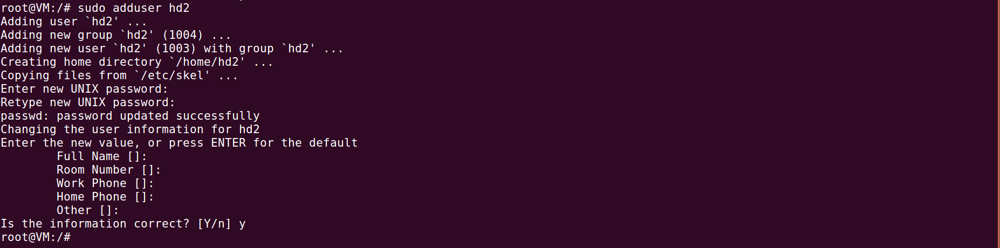 root@VM:/# sudo adduser hd2
Adding user `hd2' ...
Adding new group `hd2' (1004) ...
Adding new user `hd2' (1003) with group `hd2' ...
Creating home directory `/home/hd2' ...
Copying files from `/etc/skel' ...
Enter new UNIX password:
Retype new UNIX password:
passwd: password updated successfully
Changing the user information for hd2
Enter the new value, or press ENTER for the default
        Full Name []:
        Room Number []:
        Work Phone []:
        Home Phone []:
        Other []:
Is the information correct? [Y/n] y
root@VM:/#